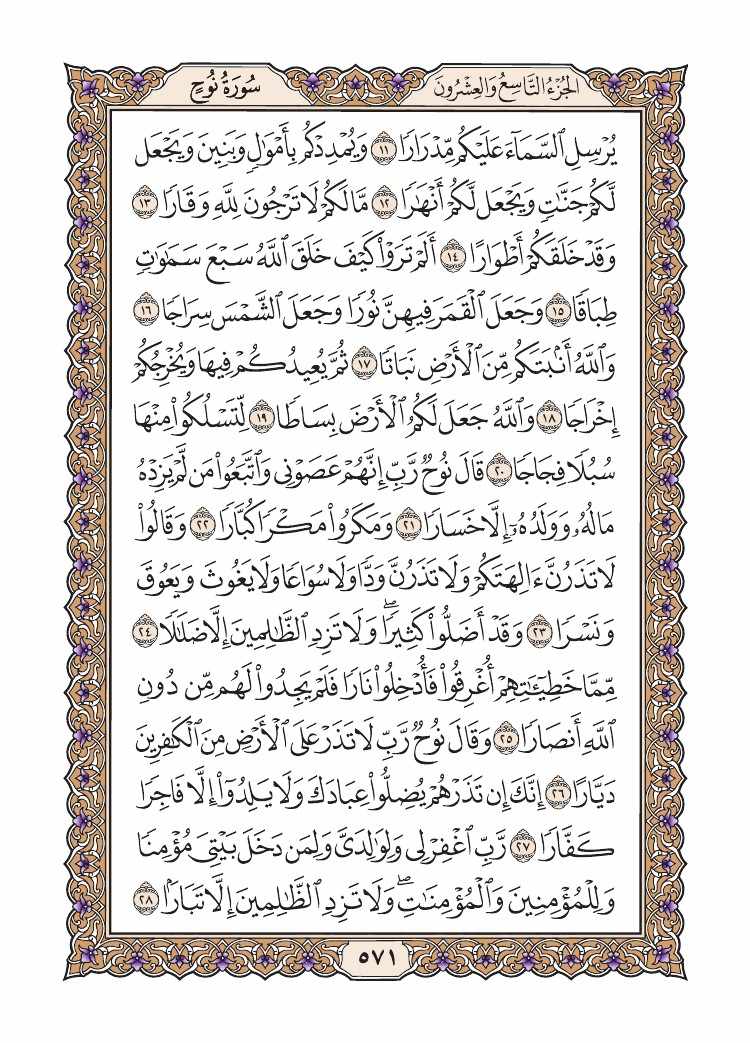 الجُزْءُ التَّاسِعُ وَالعِشْرُونَ
سُورَةُ نُوحٍ
يُرْسِلِ ٱلسَّمَآءَ عَلَيْكُم مِّدْرَارًا ١١ وَيُمْدِدْكُم بِأَمْوَٰلٍ وَبَنِينَ وَيَجْعَل
لَّكُمْ جَنَّٰتٍ وَيَجْعَل لَّكُمْ أَنْهَٰرًا ١٢ مَّا لَكُمْ لَا تَرْجُونَ لِلَّهِ وَقَارًا ١٣
وَقَدْ خَلَقَكُمْ أَطْوَارًا ١٤ أَلَمْ تَرَوْا۟ كَيْفَ خَلَقَ ٱللَّهُ سَبْعَ سَمَٰوَٰتٍ
طِبَاقًا ١٥ وَجَعَلَ ٱلْقَمَرَ فِيهِنَّ نُورًا وَجَعَلَ ٱلشَّمْسَ سِرَاجًا ١٦
وَٱللَّهُ أَنۢبَتَكُم مِّنَ ٱلْأَرْضِ نَبَاتًا ١٧ ثُمَّ يُعِيدُكُمْ فِيهَا وَيُخْرِجُكُمْ
إِخْرَاجًا ١٨ وَٱللَّهُ جَعَلَ لَكُمُ ٱلْأَرْضَ بِسَاطًا ١٩ لِّتَسْلُكُوا۟ مِنْهَا
سُبُلًا فِجَاجًا ٢٠ قَالَ نُوحٌ رَّبِّ إِنَّهُمْ عَصَوْنِى وَٱتَّبَعُوا۟ مَن لَّمْ يَزِدْهُ
مَالُهُۥ وَوَلَدُهُۥٓ إِلَّا خَسَارًا ٢١ وَمَكَرُوا۟ مَكْرًا كُبَّارًا ٢٢ وَقَالُوا۟
لَا تَذَرُنَّ ءَالِهَتَكُمْ وَلَا تَذَرُنَّ وَدًّا وَلَا سُوَاعًا وَلَا يَغُوثَ وَيَعُوقَ
وَنَسْرًا ٢٣ وَقَدْ أَضَلُّوا۟ كَثِيرًا ۖ وَلَا تَزِدِ ٱلظَّٰلِمِينَ إِلَّا ضَلَٰلًا ٢٤
مِّمَّا خَطِيٓـَٰٔتِهِمْ أُغْرِقُوا۟ فَأُدْخِلُوا۟ نَارًا فَلَمْ يَجِدُوا۟ لَهُم مِّن دُونِ
ٱللَّهِ أَنصَارًا ٢٥ وَقَالَ نُوحٌ رَّبِّ لَا تَذَرْ عَلَى ٱلْأَرْضِ مِنَ ٱلْكَٰفِرِينَ
دَيَّارًا ٢٦ إِنَّكَ إِن تَذَرْهُمْ يُضِلُّوا۟ عِبَادَكَ وَلَا يَلِدُوٓا۟ إِلَّا فَاجِرًا
كَفَّارًا ٢٧ رَّبِّ ٱغْفِرْ لِى وَلِوَٰلِدَىَّ وَلِمَن دَخَلَ بَيْتِىَ مُؤْمِنًا
وَلِلْمُؤْمِنِينَ وَٱلْمُؤْمِنَٰتِ ۖ وَلَا تَزِدِ ٱلظَّٰلِمِينَ إِلَّا تَبَارًۢا ٢٨
٥٧١